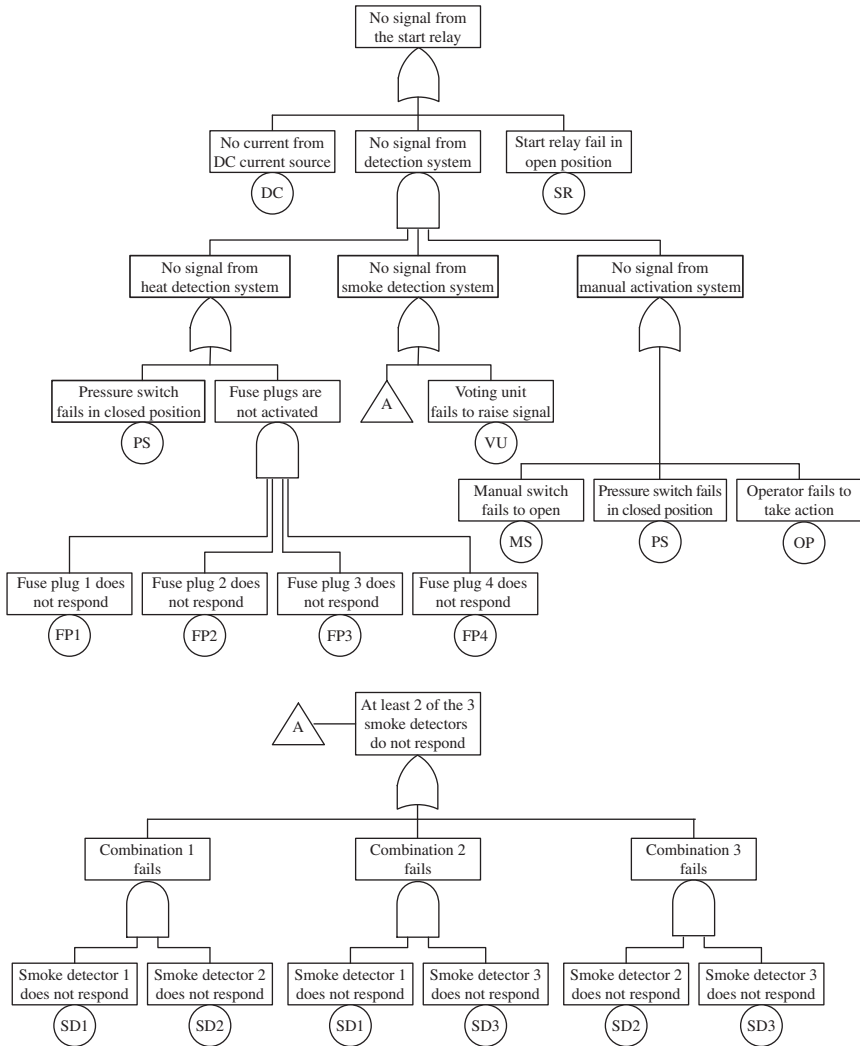 No signal from
the start relay
No current from
DC current source
No signal from
detection system
Start relay fail in
open position
DC
SR
No signal from
heat detection system
No signal from
smoke detection system
No signal from
manual activation system
Pressure switch
fails in closed position
Fuse plugs are
not activated
A
Voting unit
fails to raise signal
PS
VU
Manual switch
fails to open
Pressure switch fails
in closed position
Operator fails to
take action
MS
PS
OP
Fuse plug 1 does
not respond
Fuse plug 2 does
not respond
Fuse plug 3 does
not respond
Fuse plug 4 does
not respond
FP1
FP2
FP3
FP4
A
At least 2 of the 3
smoke detectors
do not respond
Combination 1
fails
Combination 2
fails
Combination 3
fails
Smoke detector 1
does not respond
Smoke detector 2
does not respond
Smoke detector 1
does not respond
Smoke detector 3
does not respond
Smoke detector 2
does not respond
Smoke detector 3
does not respond
SD1
SD2
SD1
SD3
SD2
SD3